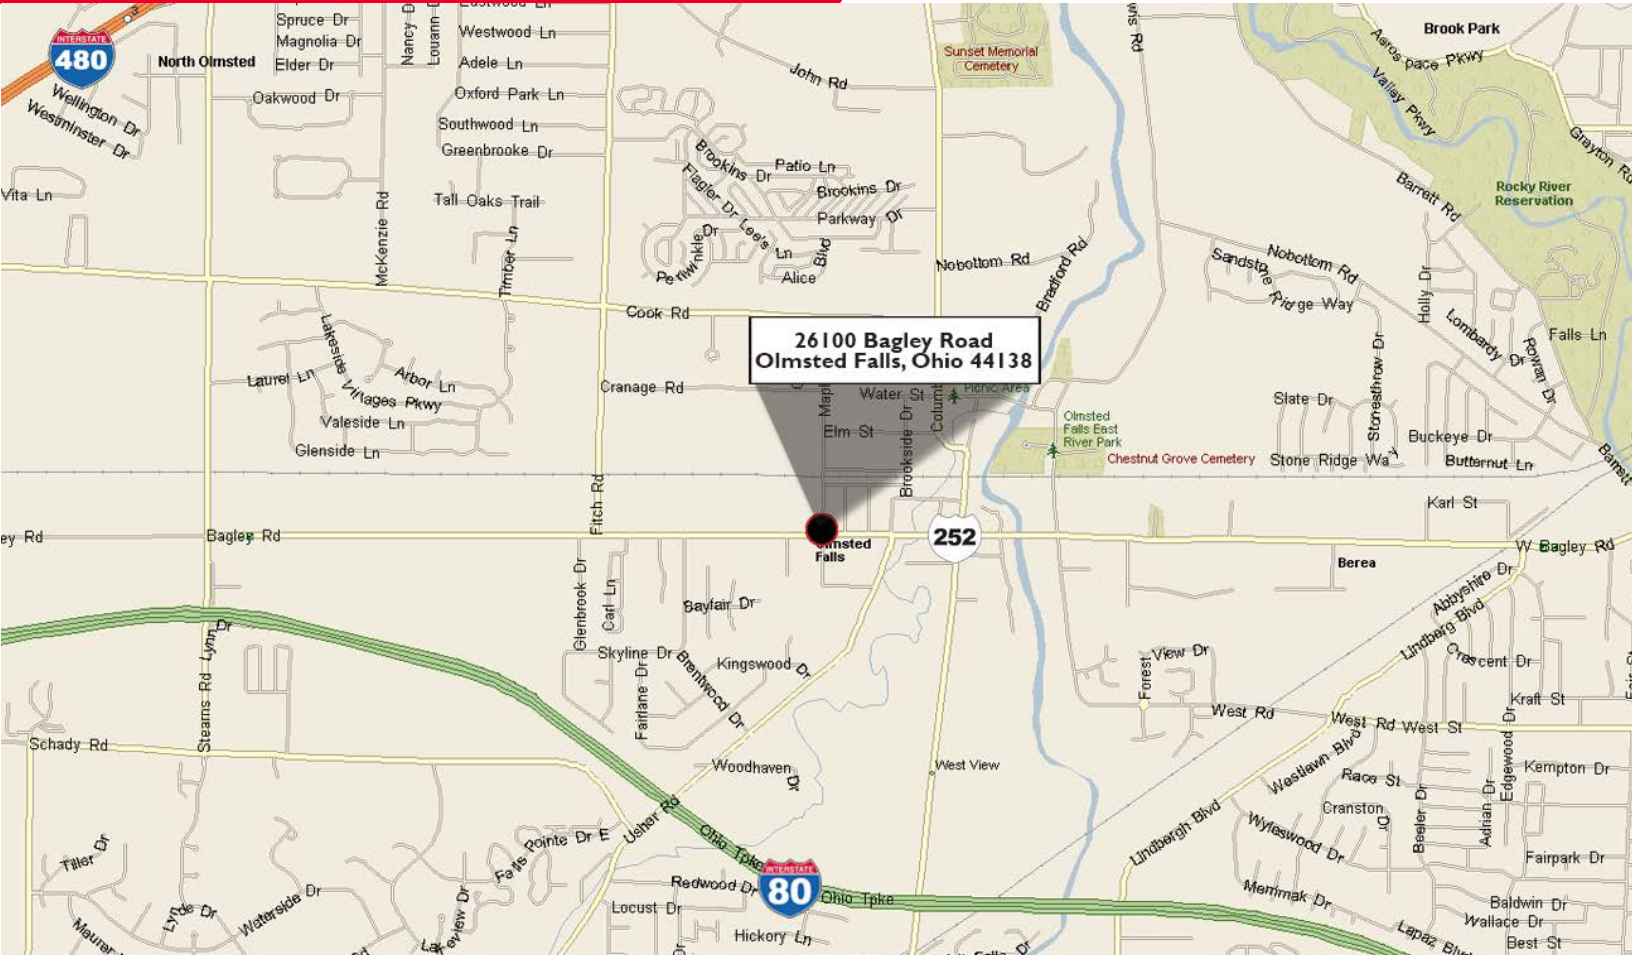 Spruce Dr
Magnolia Dr
Elder Dr
Oakwood Dr
North Olmsted
INTERSTATE
480
3
Wellington Dr
Westminster Dr
Vita Ln
Westwood Ln
Adele Ln
Oxford Park Ln
Southwood Ln
Greenbrooke Dr
Tall Oaks Trail
McKenzie Rd
Timber Ln
John Rd
Sunset Memorial
Cemetery
Brook Park
Aerospace Pkwy
Valley Pkwy
Grayton Rd
Barrett Rd
Rocky River
Reservation
Brookins Dr
Patio Ln
Brookins Dr
Flagler Dr
Lee's Ln
Parkway Dr
Periwinkle Dr
Alice
Blvd
Nobottom Rd
Bradford Rd
Nobottom Rd
Sandstone Ridge Way
Holly Dr
Lombardy Dr
Rowan Dr
Falls Ln
Cook Rd
Lakeside Villages Pkwy
Laurel Ln
Arbor Ln
Valeside Ln
Glenside Ln
Cranage Rd
26100 Bagley Road
Olmsted Falls, Ohio 44138
Water St
Picnic Area
Elm St
Brookside Dr
Olmsted
Falls East
River Park
Chestnut Grove Cemetery
Slate Dr
Stonesthrow Dr
Stone Ridge Way
Buckeye Dr
Butternut Ln
Barrett
Karl St
Fitch Rd
ey Rd
Bagley Rd
Falls
252
Berea
W Bagley Rd
Abbyshire Dr
Lindberg Blvd
Crescent Dr
Kraft St
Glenbrook Dr
Carl Ln
Bayfair Dr
Skyline Dr
Fairlane Dr
Brentwood Dr
Kingswood Dr
Stearns Rd
Lynn Dr
Forest View Dr
West Rd
West Rd
West St
Westlawn Blvd
Race St
Cranston Dr
Beeler Dr
Adrian Dr
Edgewood Dr
Kempton Dr
Schady Rd
Woodhaven Dr
West View
Usher Rd
Ohio Tpke
INTERSTATE
80
Ohio Tpke
Lindbergh Blvd
Wyleswood Dr
Fairpark Dr
Tiller Dr
Falls Pointe Dr E
Waterside Dr
Redwood Dr
Locust Dr
Hickory Ln
Merrimak Dr
Baldwin Dr
Wallace Dr
Best St